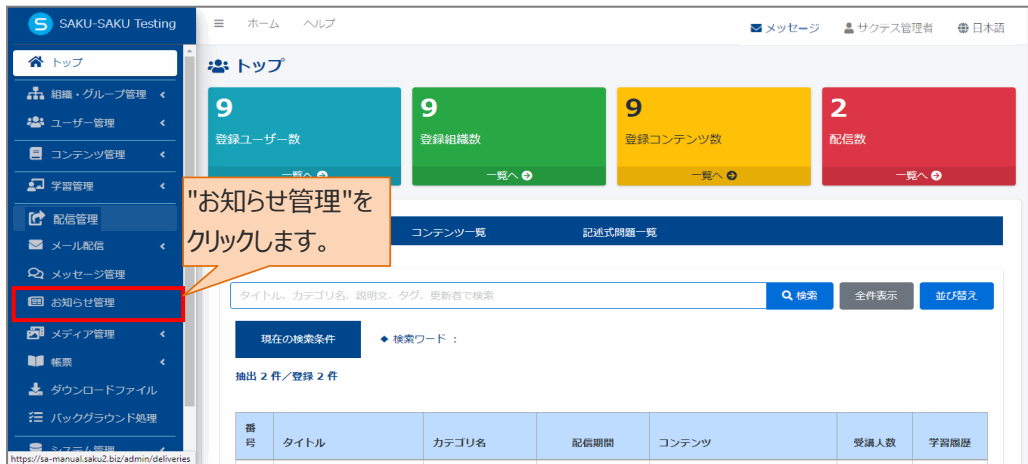 SAKU-SAKU Testing
ホーム ヘルプ
メッセージ サクテス管理者 日本語
トップ
組織・グループ管理
ユーザー管理
コンテンツ管理
学習管理
配信管理
メール配信
メッセージ管理
お知らせ管理
メディア管理
帳票
ダウンロードファイル
バックグラウンド処理
システム管理
https://sa-manual.saku2.biz/admin/deliveries
トップ
9
登録ユーザー数
一覧へ
9
登録組織数
一覧へ
9
登録コンテンツ数
一覧へ
2
配信数
一覧へ
"お知らせ管理"を
クリックします。
コンテンツ一覧 記述式問題一覧
タイトル、カテゴリ名、説明文、タグ、更新者で検索
検索 全件表示 並び替え
現在の検索条件 ◆ 検索ワード ：
抽出 2 件／登録 2 件
番号 タイトル カテゴリ名 配信期間 コンテンツ 受講人数 学習履歴